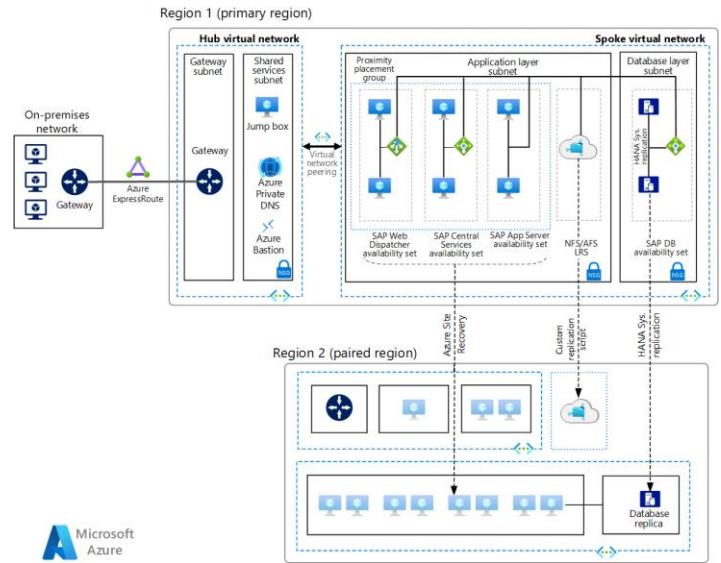 Region 1 (primary region)
Hub virtual network
Spoke virtual network
Gateway
subnet
Shared
services
subnet
Proximity
placement
group
Application layer
subnet
Database layer
subnet
On-premises
network
Gateway
Azure
ExpressRoute
Gateway
Jump box
Azure
Private
DNS
Azure
Bastion
NSG
Virtual
network
peering
HANA Sys.
replication
SAP Web
Dispatcher
availability set
SAP Central
Services
availability set
SAP App Server
availability set
NFS/AFS
LRS
NSG
SAP DB
availability set
NSG
Azure Site
Recovery
Custom
replication
script
HANA Sys.
replication
Region 2 (paired region)
Database
replica
Microsoft
Azure